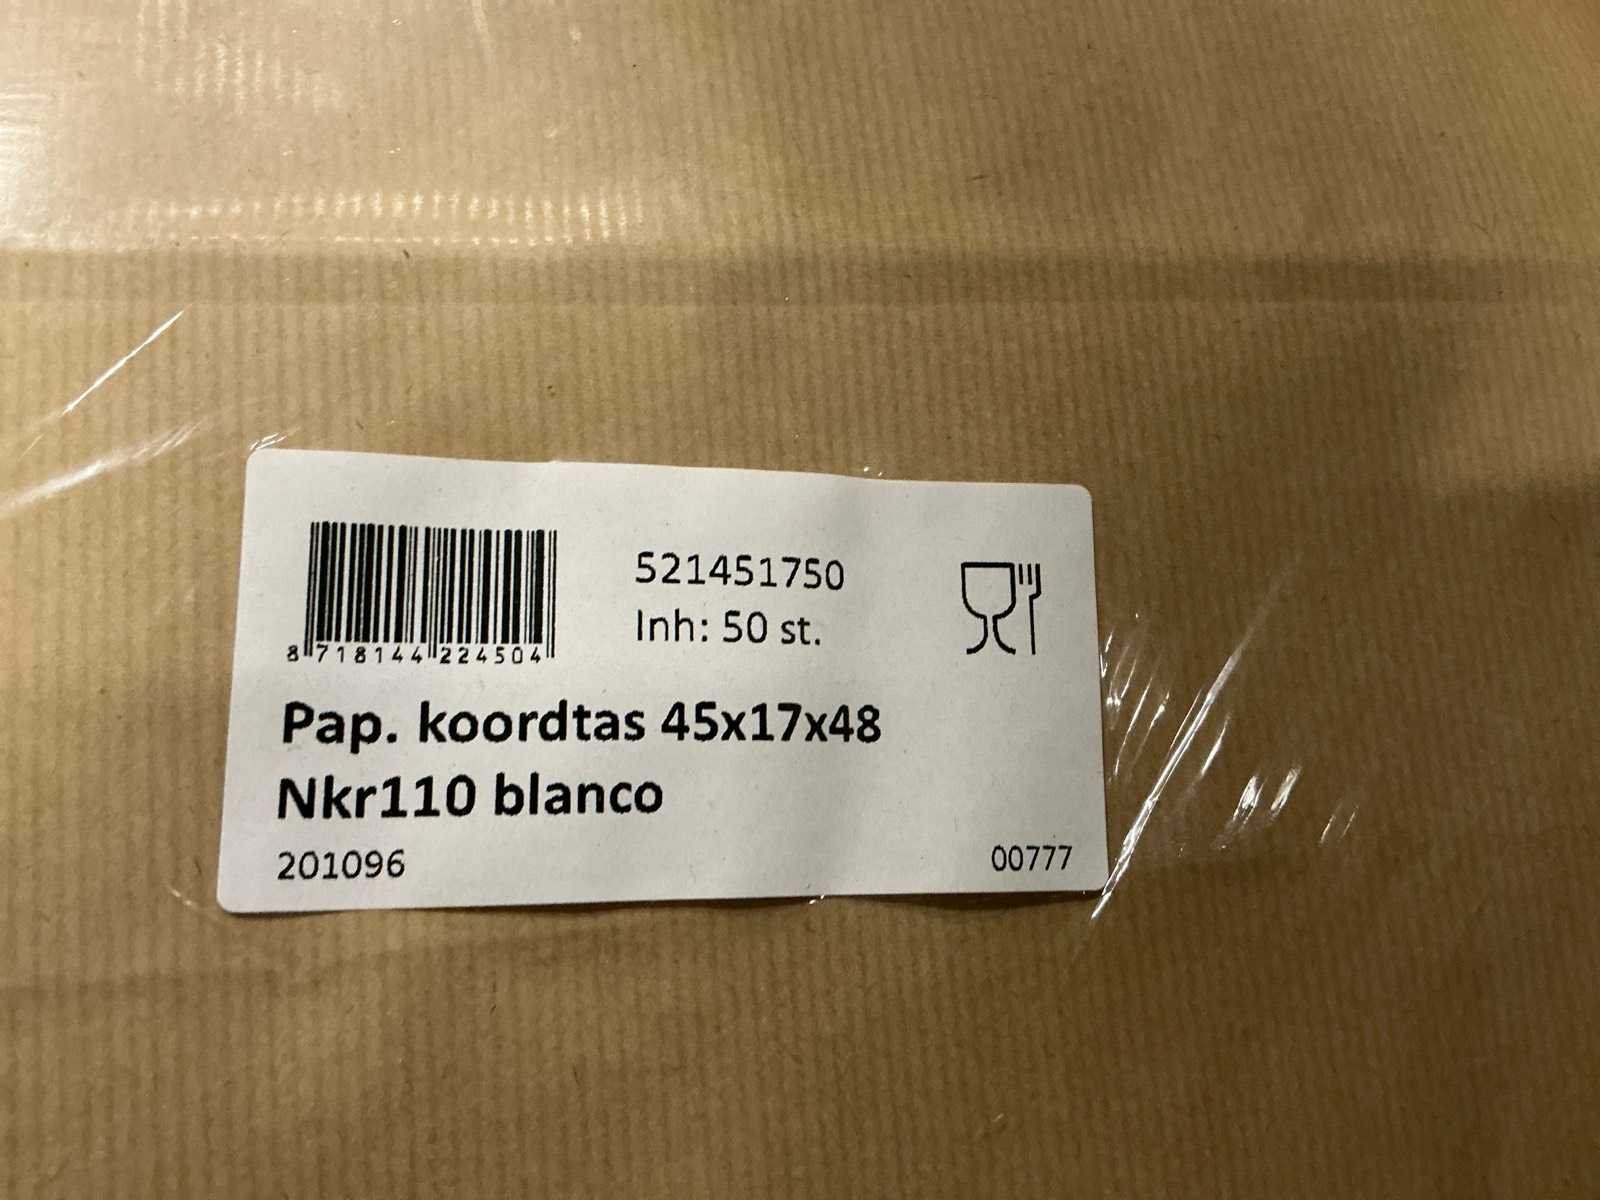 521451750
Inh: 50 st.
8 718144 224504
Pap. koordtas 45x17x48
Nkr110 blanco
201096
00777